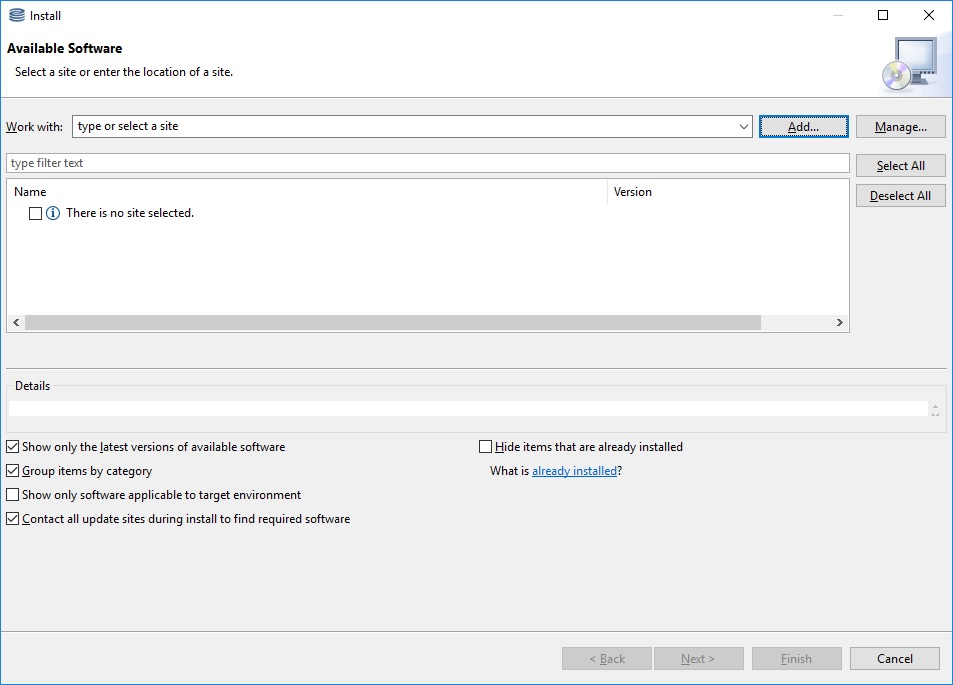 Install
Available Software
Select a site or enter the location of a site.
Work with: type or select a site Add... Manage...
type filter text Select All
Deselect All
Name Version
There is no site selected.
Details
Show only the latest versions of available software Hide items that are already installed
Group items by category What is already installed?
Show only software applicable to target environment
Contact all update sites during install to find required software
< Back Next > Finish Cancel